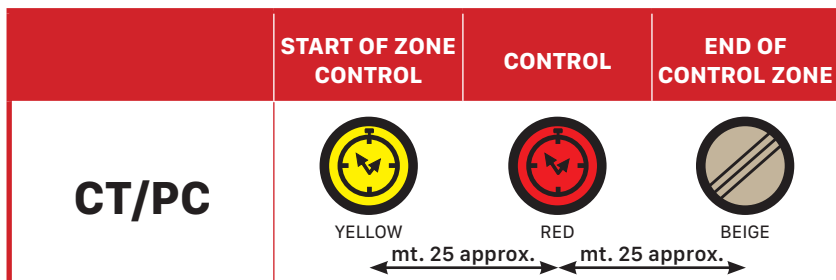 START OF ZONE
CONTROL
CONTROL
END OF
CONTROL ZONE
CT/PC
YELLOW
RED
BEIGE
mt. 25 approx.
mt. 25 approx.